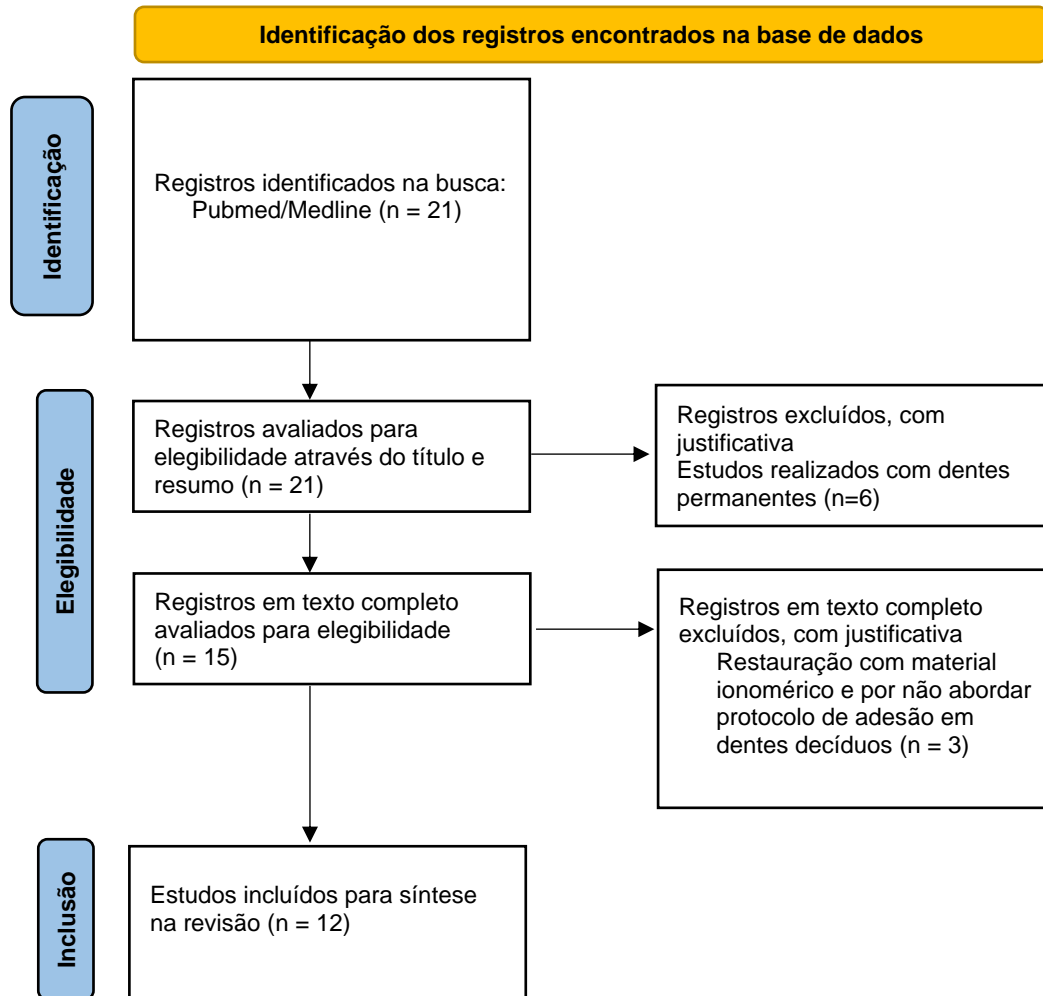 Identificação dos registros encontrados na base de dados
Identificação
Registros identificados na busca:
Pubmed/Medline (n = 21)
Elegibilidade
Registros avaliados para
elegibilidade através do título e
resumo (n = 21)
Registros excluídos, com
justificativa
Estudos realizados com dentes
permanentes (n=6)
Registros em texto completo
avaliados para elegibilidade
(n = 15)
Registros em texto completo
excluídos, com justificativa
Restauração com material
ionomérico e por não abordar
protocolo de adesão em
dentes decíduos (n = 3)
Inclusão
Estudos incluídos para síntese
na revisão (n = 12)